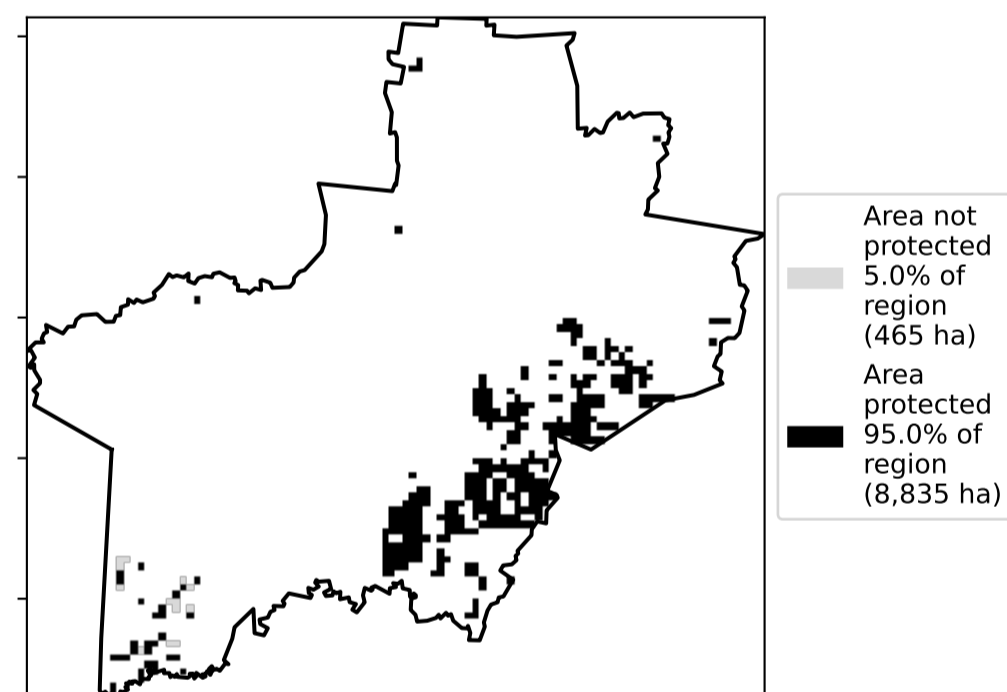 Area not
protected
5.0% of
region
(465 ha)
Area
protected
95.0% of
region
(8,835 ha)